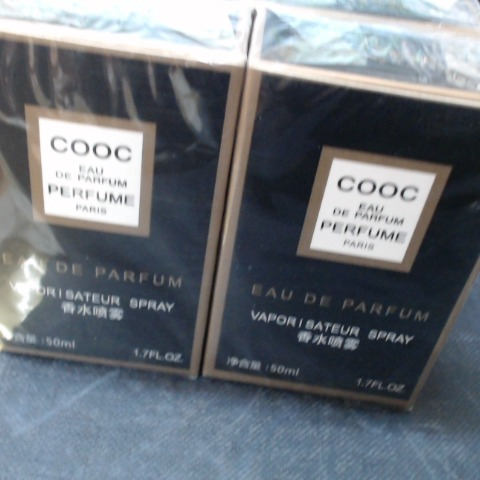 COOC
EAU
DE PARFUM
PERFUME
PARIS
EAU DE PARFUM
VAPORISATEUR SPRAY
香水喷雾
净含量:50ml
1.7FL.OZ.
COOC
EAU
DE PARFUM
PERFUME
PARIS
EAU DE PARFUM
VAPORISATEUR SPRAY
香水喷雾
净含量:50ml
1.7FL.OZ.